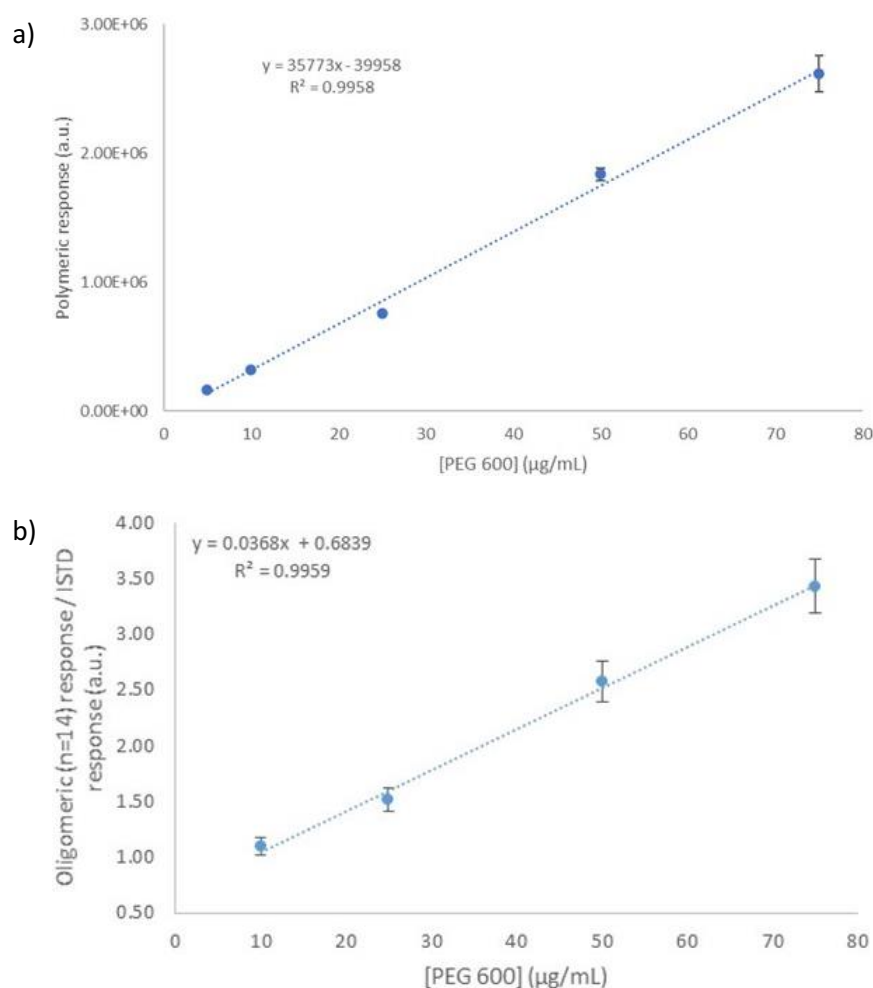 a)
3.00E+06
y = 35773x - 39958
R² = 0.9958
2.00E+06
Polymeric response (a.u.)
1.00E+06
0.00E+00
0 10 20 30 40 50 60 70 80
[PEG 600] (µg/mL)
b)
4.00
y = 0.0368x + 0.6839
R² = 0.9959
3.50
3.00
Oligomeric (n=14) response / ISTD
response (a.u.)
2.50
2.00
1.50
1.00
0.50
0 10 20 30 40 50 60 70 80
[PEG 600] (µg/mL)